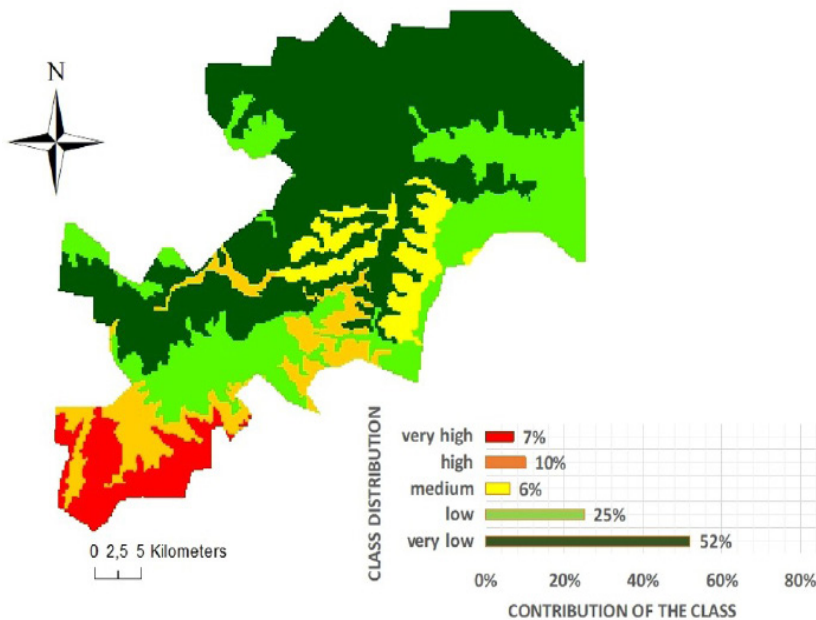 N
0 2,5 5 Kilometers
CLASS DISTRIBUTION
very high 7%
high 10%
medium 6%
low 25%
very low 52%
0% 20% 40% 60% 80%
CONTRIBUTION OF THE CLASS